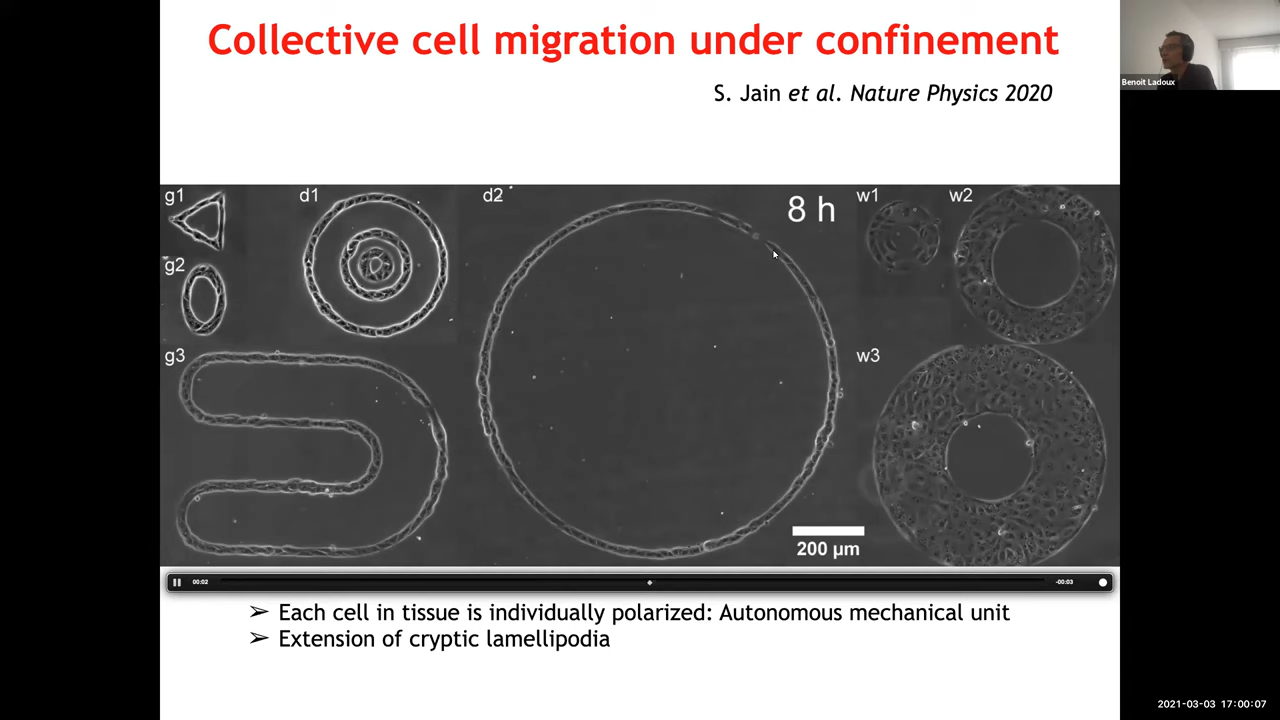 Collective cell migration under confinement
S. Jain et al. Nature Physics 2020
Benoit Ladoux
g1
d1
d2
8 h
w1
w2
g2
g3
w3
200 µm
00:02
-00:03
➢ Each cell in tissue is individually polarized: Autonomous mechanical unit
➢ Extension of cryptic lamellipodia
2021-03-03 17:00:07